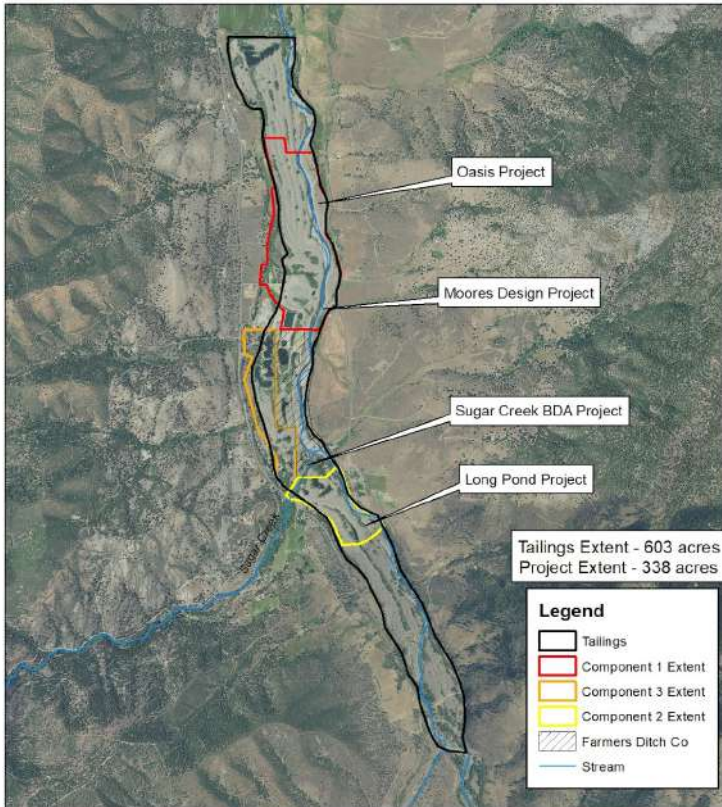 Oasis Project
Moores Design Project
Sugar Creek BDA Project
Long Pond Project
Sugar Creek
Tailings Extent - 603 acres
Project Extent - 338 acres
Legend
Tailings
Component 1 Extent
Component 3 Extent
Component 2 Extent
Farmers Ditch Co
Stream